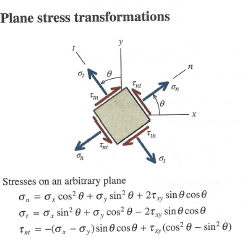 Plane stress transformations
t
y
n
σt
θ
τnt
σn
τnt
θ
x
τnt
τnt
σn
σt
Stresses on an arbitrary plane
σn = σx cos² θ + σy sin² θ + 2τxy sin θ cos θ
σt = σx sin² θ + σy cos² θ − 2τxy sin θ cos θ
τnt = −(σx − σy) sin θ cos θ + τxy (cos² θ − sin² θ)